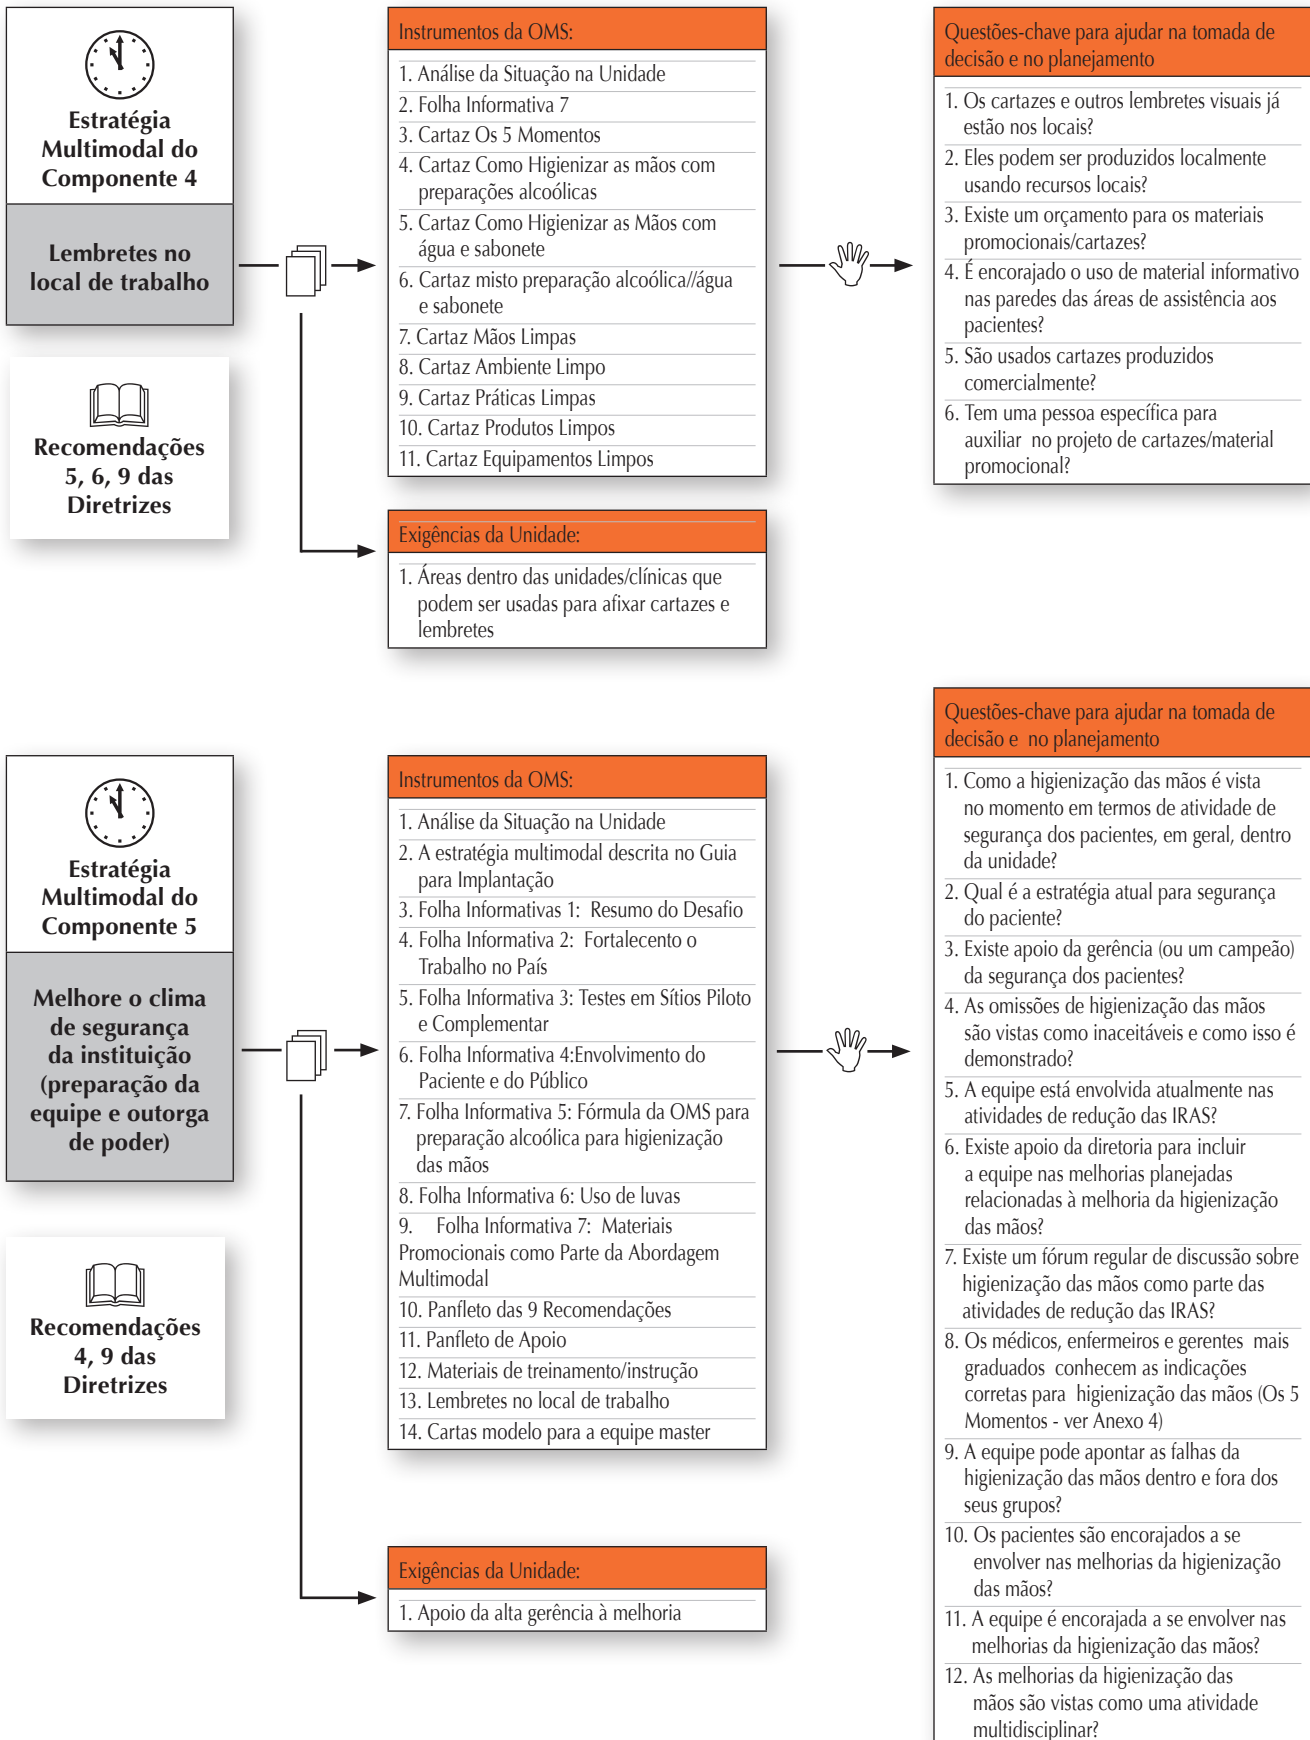 Estratégia
Multimodal do
Componente 4
Lembretes no
local de trabalho
Recomendações
5, 6, 9 das
Diretrizes
Instrumentos da OMS:
1. Análise da Situação na Unidade
2. Folha Informativa 7
3. Cartaz Os 5 Momentos
4. Cartaz Como Higienizar as mãos com
preparações alcoólicas
5. Cartaz Como Higienizar as Mãos com
água e sabonete
6. Cartaz misto preparação alcoólica//água
e sabonete
7. Cartaz Mãos Limpas
8. Cartaz Ambiente Limpo
9. Cartaz Práticas Limpas
10. Cartaz Produtos Limpos
11. Cartaz Equipamentos Limpos
Exigências da Unidade:
1. Áreas dentro das unidades/clínicas que
podem ser usadas para afixar cartazes e
lembretes
Questões-chave para ajudar na tomada de
decisão e no planejamento
1. Os cartazes e outros lembretes visuais já
estão nos locais?
2. Eles podem ser produzidos localmente
usando recursos locais?
3. Existe um orçamento para os materiais
promocionais/cartazes?
4. É encorajado o uso de material informativo
nas paredes das áreas de assistência aos
pacientes?
5. São usados cartazes produzidos
comercialmente?
6. Tem uma pessoa específica para
auxiliar no projeto de cartazes/material
promocional?
Estratégia
Multimodal do
Componente 5
Melhore o clima
de segurança
da instituição
(preparação da
equipe e outorga
de poder)
Recomendações
4, 9 das
Diretrizes
Instrumentos da OMS:
1. Análise da Situação na Unidade
2. A estratégia multimodal descrita no Guia
para Implantação
3. Folha Informativas 1: Resumo do Desafio
4. Folha Informativa 2: Fortalecento o
Trabalho no País
5. Folha Informativa 3: Testes em Sítios Piloto
e Complementar
6. Folha Informativa 4:Envolvimento do
Paciente e do Público
7. Folha Informativa 5: Fórmula da OMS para
preparação alcoólica para higienização
das mãos
8. Folha Informativa 6: Uso de luvas
9. Folha Informativa 7: Materiais
Promocionais como Parte da Abordagem
Multimodal
10. Panfleto das 9 Recomendações
11. Panfleto de Apoio
12. Materiais de treinamento/instrução
13. Lembretes no local de trabalho
14. Cartas modelo para a equipe master
Exigências da Unidade:
1. Apoio da alta gerência à melhoria
Questões-chave para ajudar na tomada de
decisão e no planejamento
1. Como a higienização das mãos é vista
no momento em termos de atividade de
segurança dos pacientes, em geral, dentro
da unidade?
2. Qual é a estratégia atual para segurança
do paciente?
3. Existe apoio da gerência (ou um campeão)
da segurança dos pacientes?
4. As omissões de higienização das mãos
são vistas como inaceitáveis e como isso é
demonstrado?
5. A equipe está envolvida atualmente nas
atividades de redução das IRAS?
6. Existe apoio da diretoria para incluir
a equipe nas melhorias planejadas
relacionadas à melhoria da higienização
das mãos?
7. Existe um fórum regular de discussão sobre
higienização das mãos como parte das
atividades de redução das IRAS?
8. Os médicos, enfermeiros e gerentes mais
graduados conhecem as indicações
corretas para higienização das mãos (Os 5
Momentos - ver Anexo 4)
9. A equipe pode apontar as falhas da
higienização das mãos dentro e fora dos
seus grupos?
10. Os pacientes são encorajados a se
envolver nas melhorias da higienização
das mãos?
11. A equipe é encorajada a se envolver nas
melhorias da higienização das mãos?
12. As melhorias da higienização das
mãos são vistas como uma atividade
multidisciplinar?